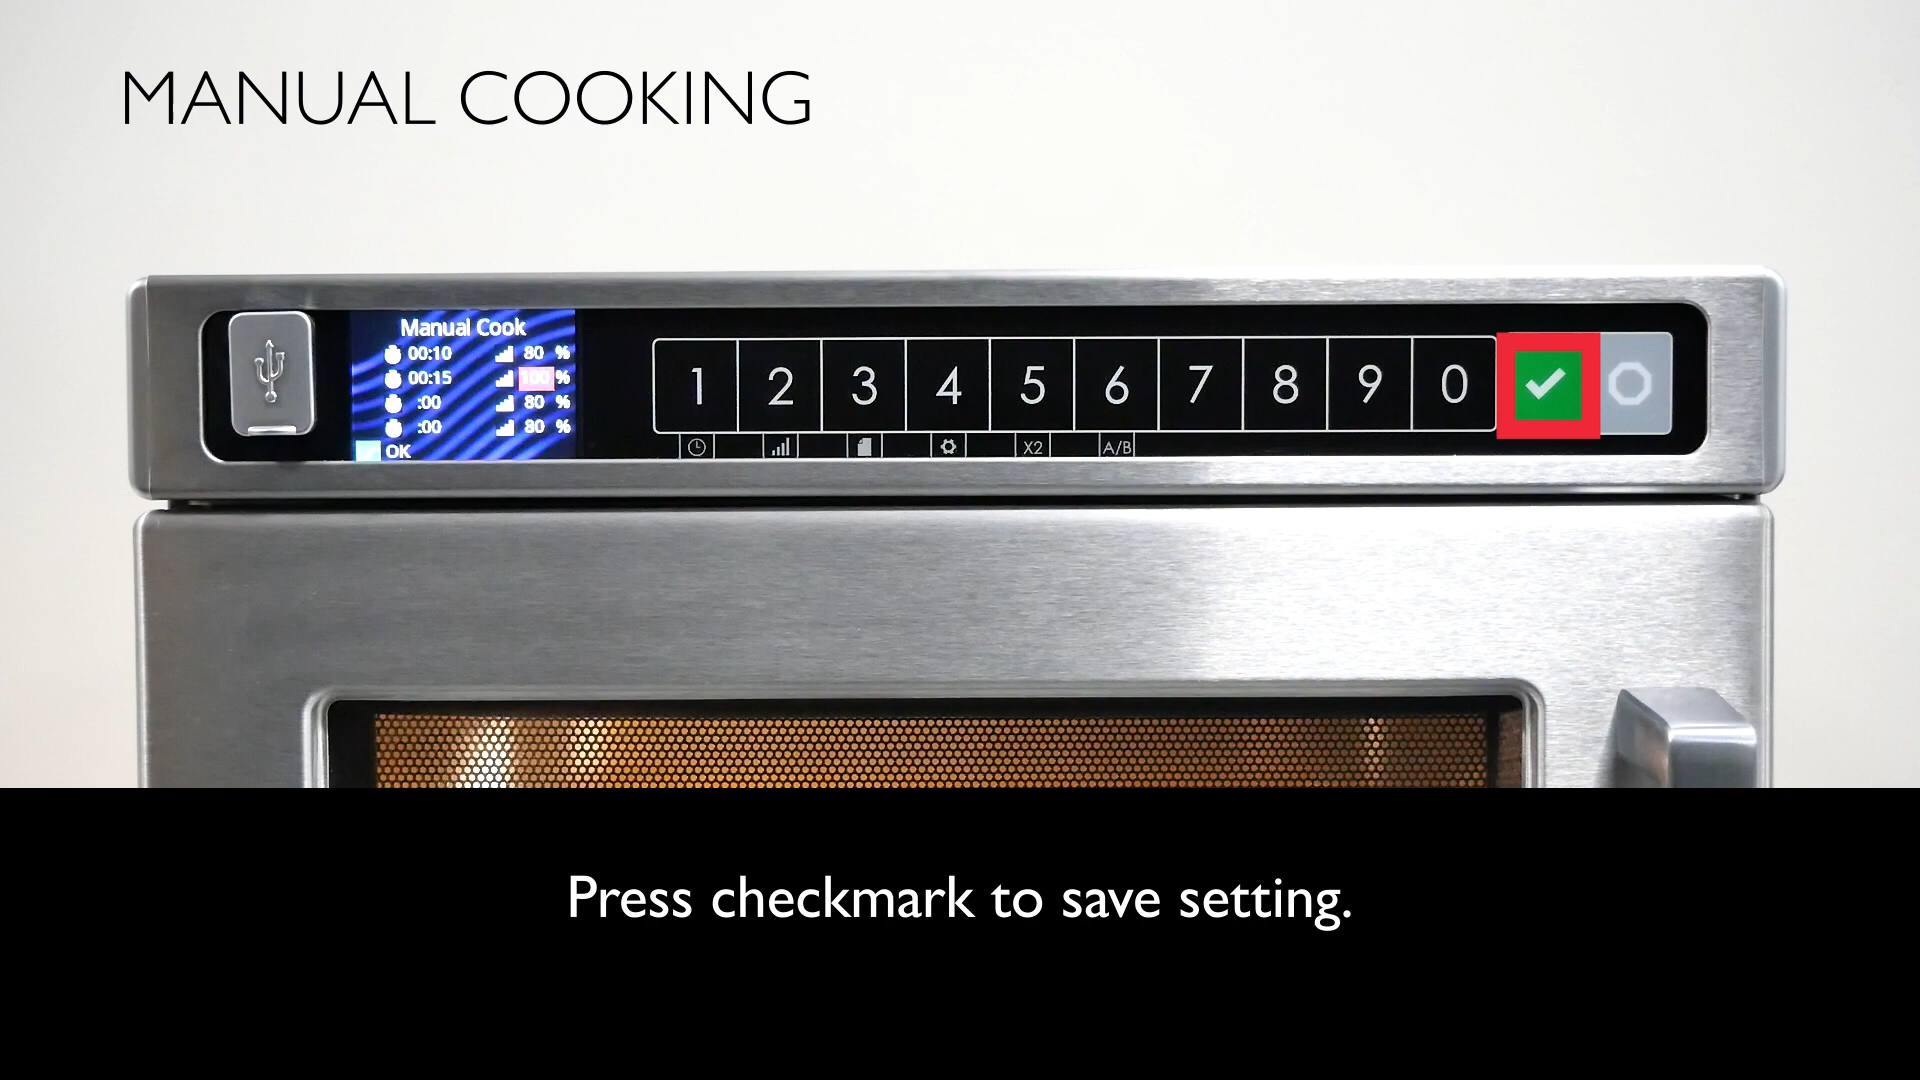 MANUAL COOKING
Manual Cook
00:10 80 %
00:15 100 %
:00 80 %
:00 80 %
OK
1 2 3 4 5 6 7 8 9 0
X2 A/B
Press checkmark to save setting.